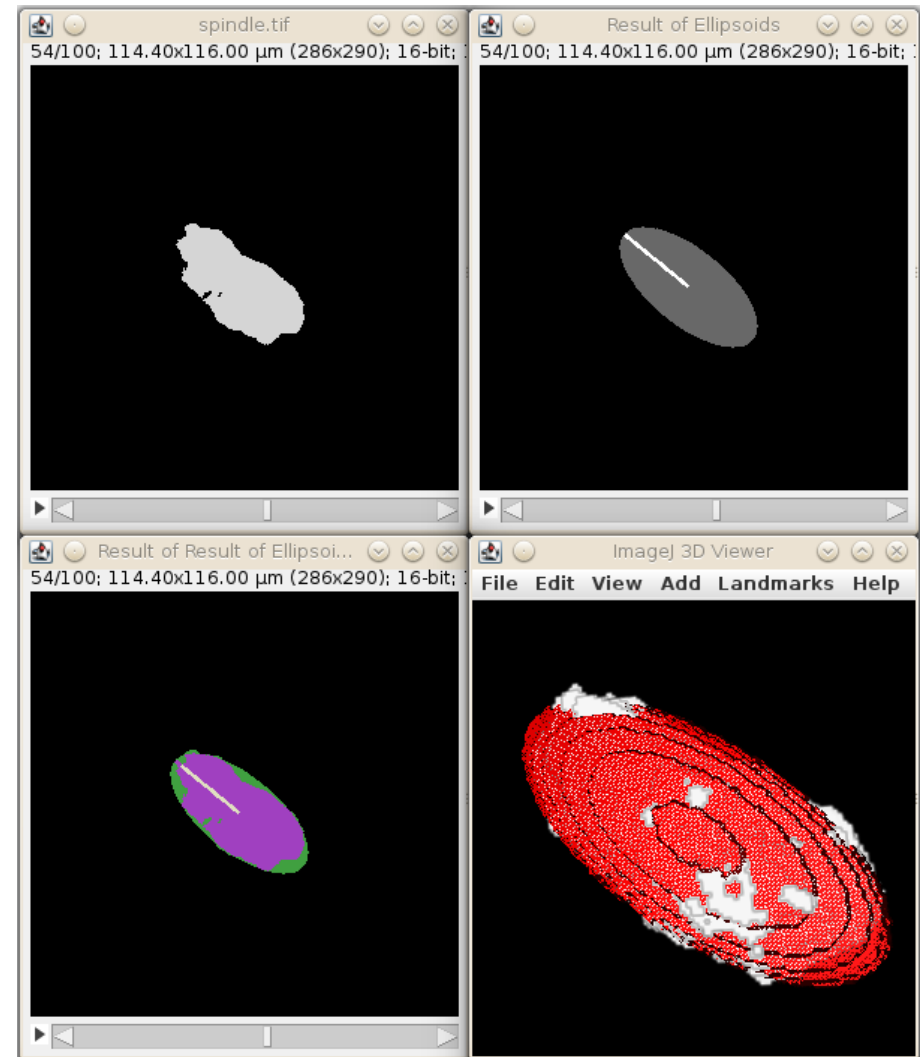 spindle.tif
54/100; 114.40x116.00 µm (286x290); 16-bit;
Result of Ellipsoids
54/100; 114.40x116.00 µm (286x290); 16-bit;
Result of Result of Ellipsoi...
54/100; 114.40x116.00 µm (286x290); 16-bit;
ImageJ 3D Viewer
File Edit View Add Landmarks Help